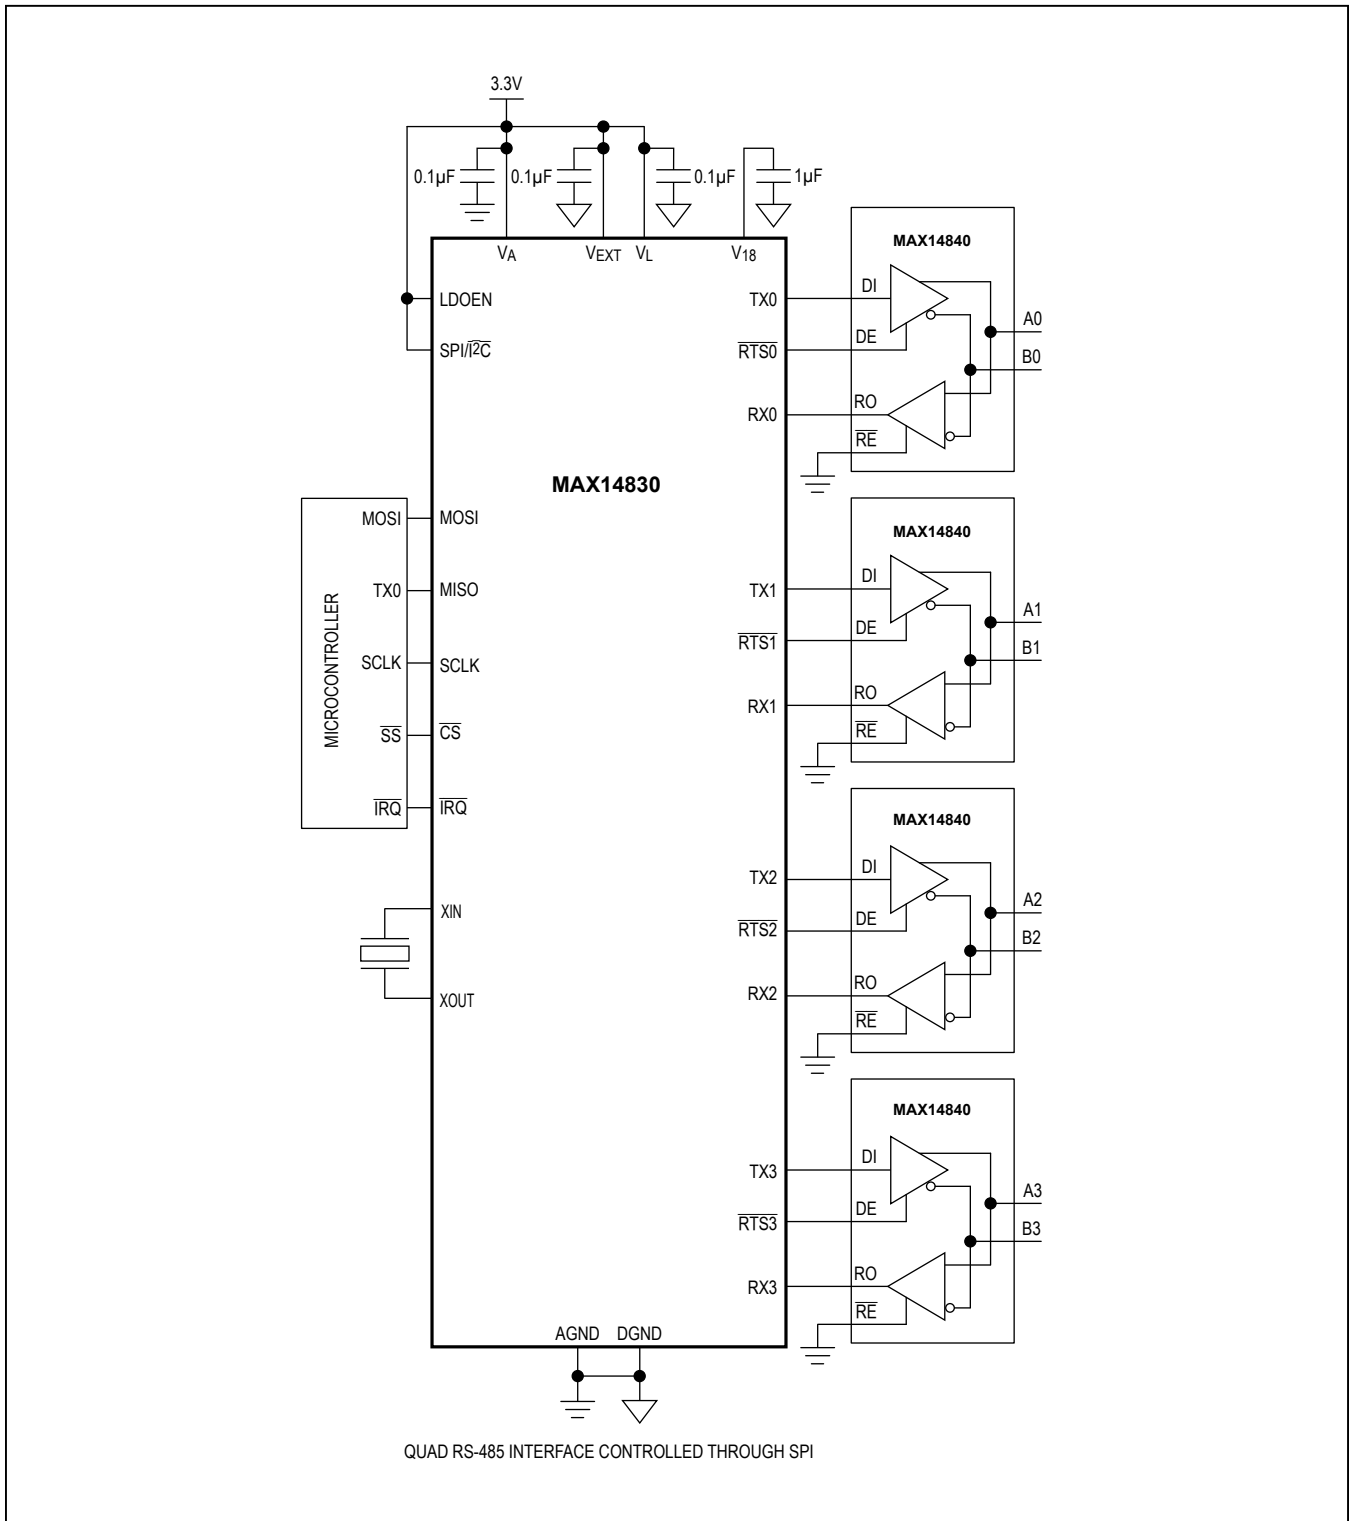 3.3V
0.1µF
0.1µF
0.1µF
1µF
VA
VEXT
VL
V18
LDOEN
SPI/I2C
MAX14830
MICROCONTROLLER
MOSI
MOSI
TX0
MISO
SCLK
SCLK
SS
CS
IRQ
IRQ
XIN
XOUT
TX0
RTS0
RX0
MAX14840
DI
DE
RO
RE
A0
B0
TX1
RTS1
RX1
MAX14840
DI
DE
RO
RE
A1
B1
TX2
RTS2
RX2
MAX14840
DI
DE
RO
RE
A2
B2
TX3
RTS3
RX3
MAX14840
DI
DE
RO
RE
A3
B3
AGND
DGND
QUAD RS-485 INTERFACE CONTROLLED THROUGH SPI